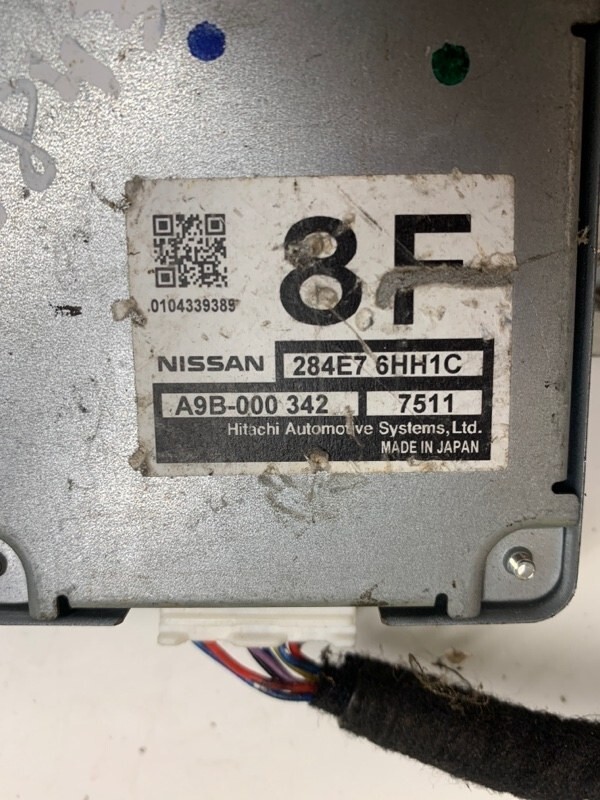 8F
0104339389
NISSAN 284E7 6HH1C
A9B-000 342 7511
Hitachi Automotive Systems, Ltd.
MADE IN JAPAN